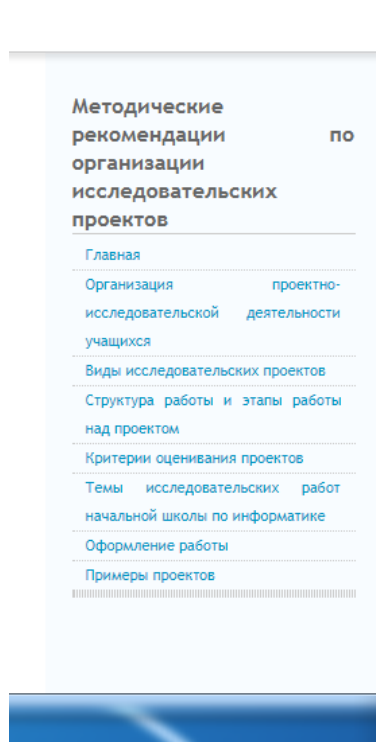 Методические
рекомендации по
организации
исследовательских
проектов
Главная
Организация проектно-
исследовательской деятельности
учащихся
Виды исследовательских проектов
Структура работы и этапы работы
над проектом
Критерии оценивания проектов
Темы исследовательских работ
начальной школы по информатике
Оформление работы
Примеры проектов